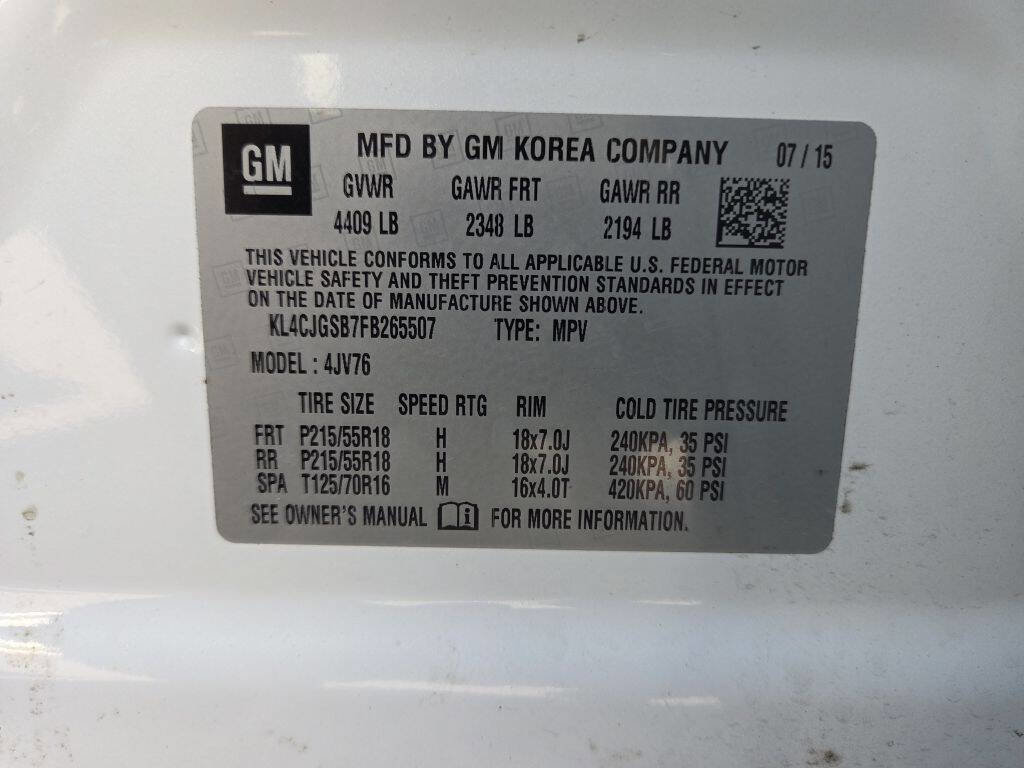 GM MFD BY GM KOREA COMPANY 07 / 15
GVWR GAWR FRT GAWR RR
4409 LB 2348 LB 2194 LB
THIS VEHICLE CONFORMS TO ALL APPLICABLE U.S. FEDERAL MOTOR
VEHICLE SAFETY AND THEFT PREVENTION STANDARDS IN EFFECT
ON THE DATE OF MANUFACTURE SHOWN ABOVE.
KL4CJGSB7FB265507 TYPE: MPV
MODEL : 4JV76
TIRE SIZE SPEED RTG RIM COLD TIRE PRESSURE
FRT P215/55R18 H 18x7.0J 240KPA, 35 PSI
RR P215/55R18 H 18x7.0J 240KPA, 35 PSI
SPA T125/70R16 M 16x4.0T 420KPA, 60 PSI
SEE OWNER'S MANUAL FOR MORE INFORMATION.